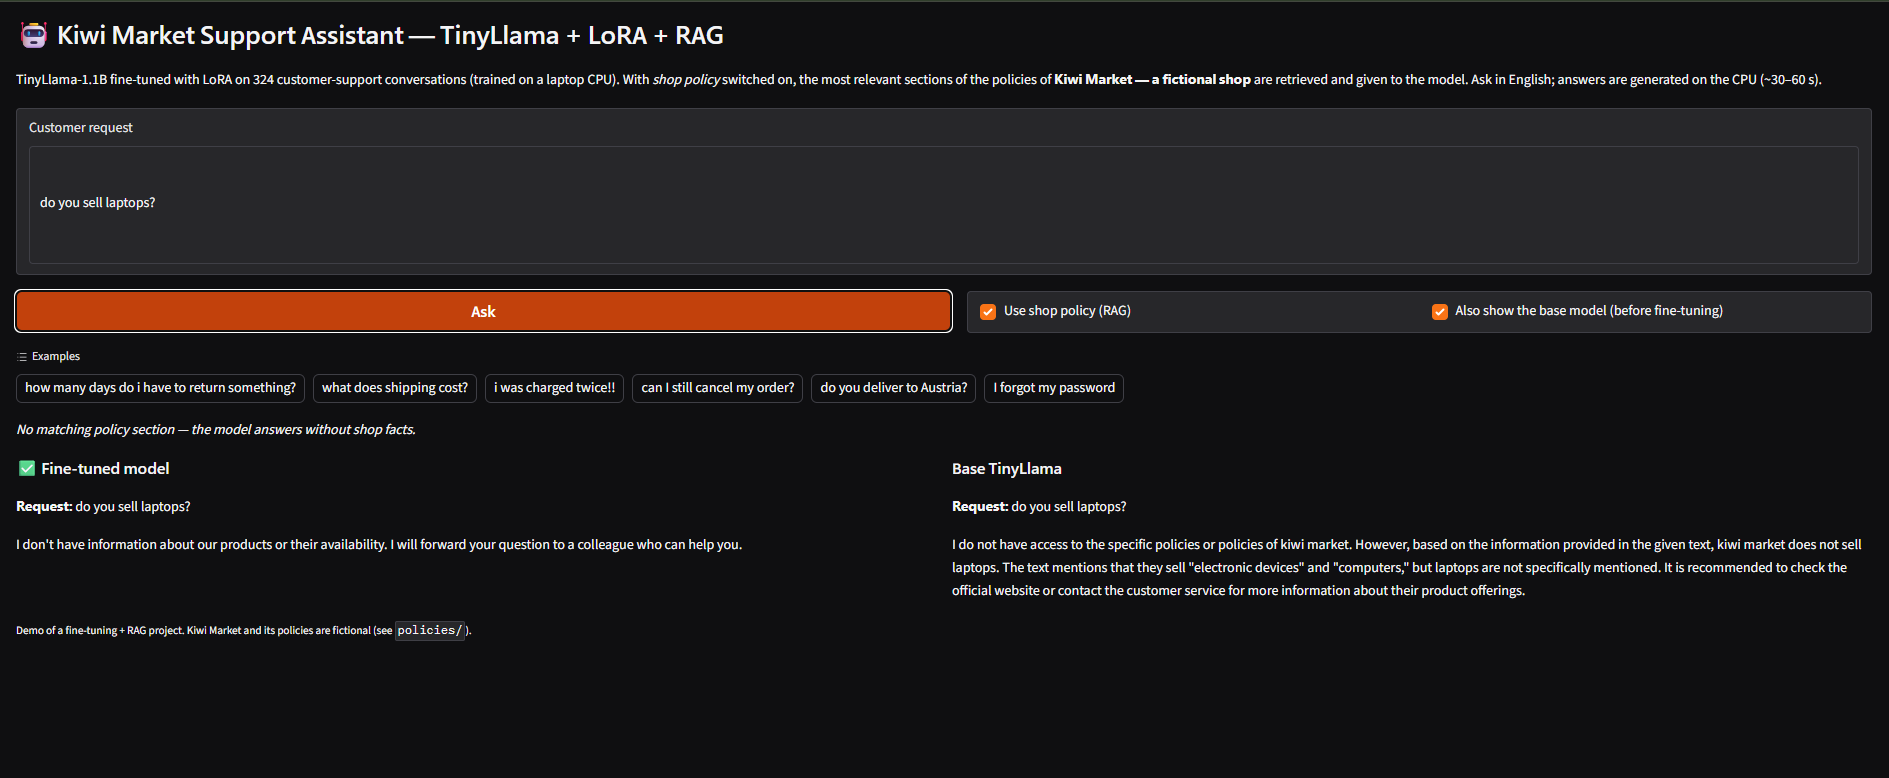 Kiwi Market Support Assistant — TinyLlama + LoRA + RAG
TinyLlama-1.1B fine-tuned with LoRA on 324 customer-support conversations (trained on a laptop CPU). With shop policy switched on, the most relevant sections of the policies of Kiwi Market — a fictional shop are retrieved and given to the model. Ask in English; answers are generated on the CPU (~30–60 s).
Customer request
do you sell laptops?
Ask
Use shop policy (RAG)
Also show the base model (before fine-tuning)
Examples
how many days do i have to return something?
what does shipping cost?
i was charged twice!!
can I still cancel my order?
do you deliver to Austria?
I forgot my password
No matching policy section — the model answers without shop facts.
Fine-tuned model
Request: do you sell laptops?
I don't have information about our products or their availability. I will forward your question to a colleague who can help you.
Base TinyLlama
Request: do you sell laptops?
I do not have access to the specific policies or policies of kiwi market. However, based on the information provided in the given text, kiwi market does not sell
laptops. The text mentions that they sell "electronic devices" and "computers," but laptops are not specifically mentioned. It is recommended to check the
official website or contact the customer service for more information about their product offerings.
Demo of a fine-tuning + RAG project. Kiwi Market and its policies are fictional (see policies/).